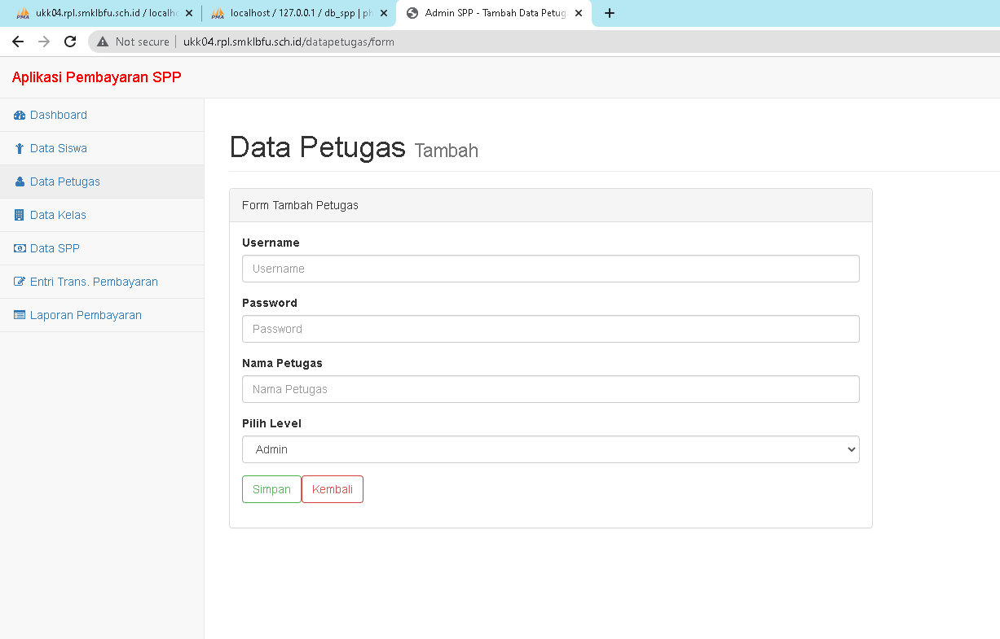 ukk04.rpl.smklbfu.sch.id / localh
localhost / 127.0.0.1 / db_spp | ph
Admin SPP - Tambah Data Petug
Not secure
ukk04.rpl.smklbfu.sch.id/datapetugas/form
Aplikasi Pembayaran SPP
Dashboard
Data Siswa
Data Petugas
Data Kelas
Data SPP
Entri Trans. Pembayaran
Laporan Pembayaran
Data Petugas Tambah
Form Tambah Petugas
Username
Username
Password
Password
Nama Petugas
Nama Petugas
Pilih Level
Admin
Simpan Kembali